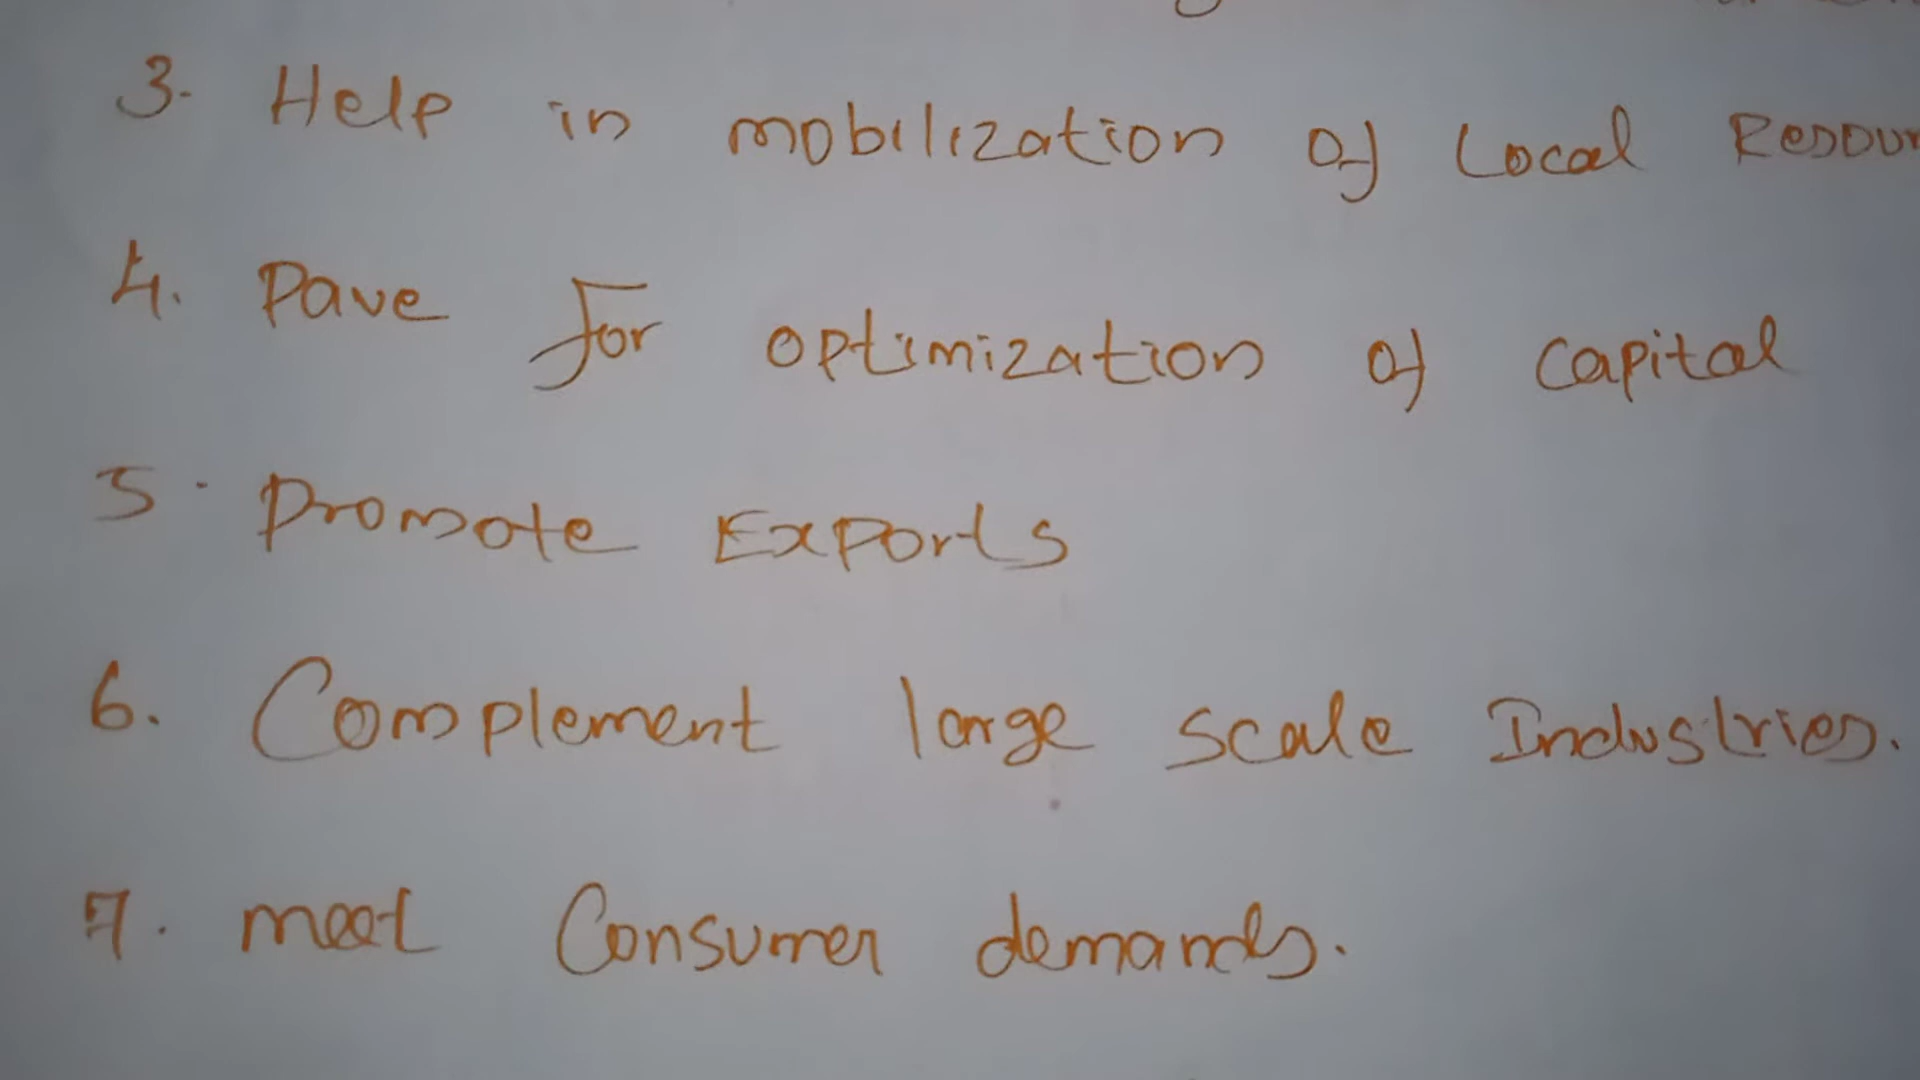 3. Help in mobilization of Local Resour
4. Pave for optimization of capital
5. Promote Exports
6. Complement large scale Industries.
7. meet Consumer demands.